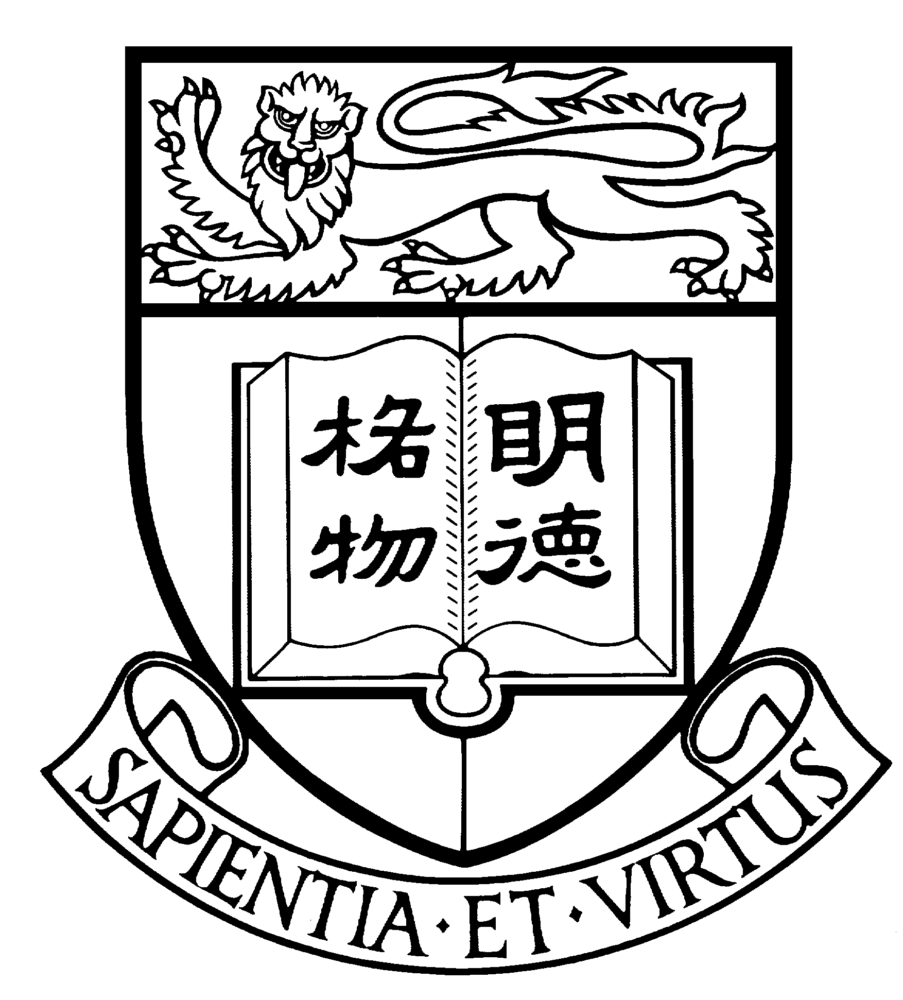 明德
格物
SAPIENTIA · ET · VIRTUS